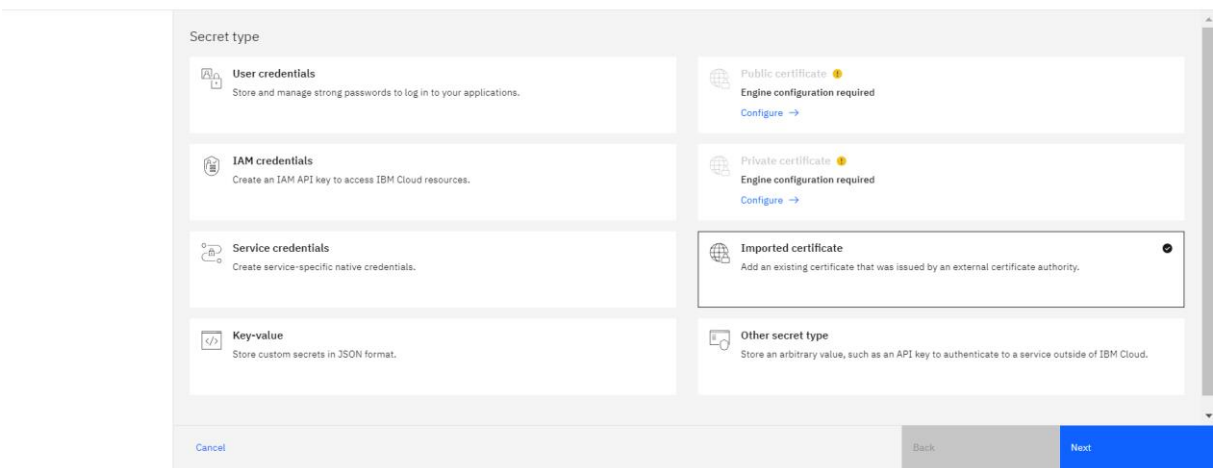 Secret type
User credentials
Store and manage strong passwords to log in to your applications.
Public certificate
Engine configuration required
Configure →
IAM credentials
Create an IAM API key to access IBM Cloud resources.
Private certificate
Engine configuration required
Configure →
Service credentials
Create service-specific native credentials.
Imported certificate
Add an existing certificate that was issued by an external certificate authority.
Key-value
Store custom secrets in JSON format.
Other secret type
Store an arbitrary value, such as an API key to authenticate to a service outside of IBM Cloud.
Cancel
Back
Next